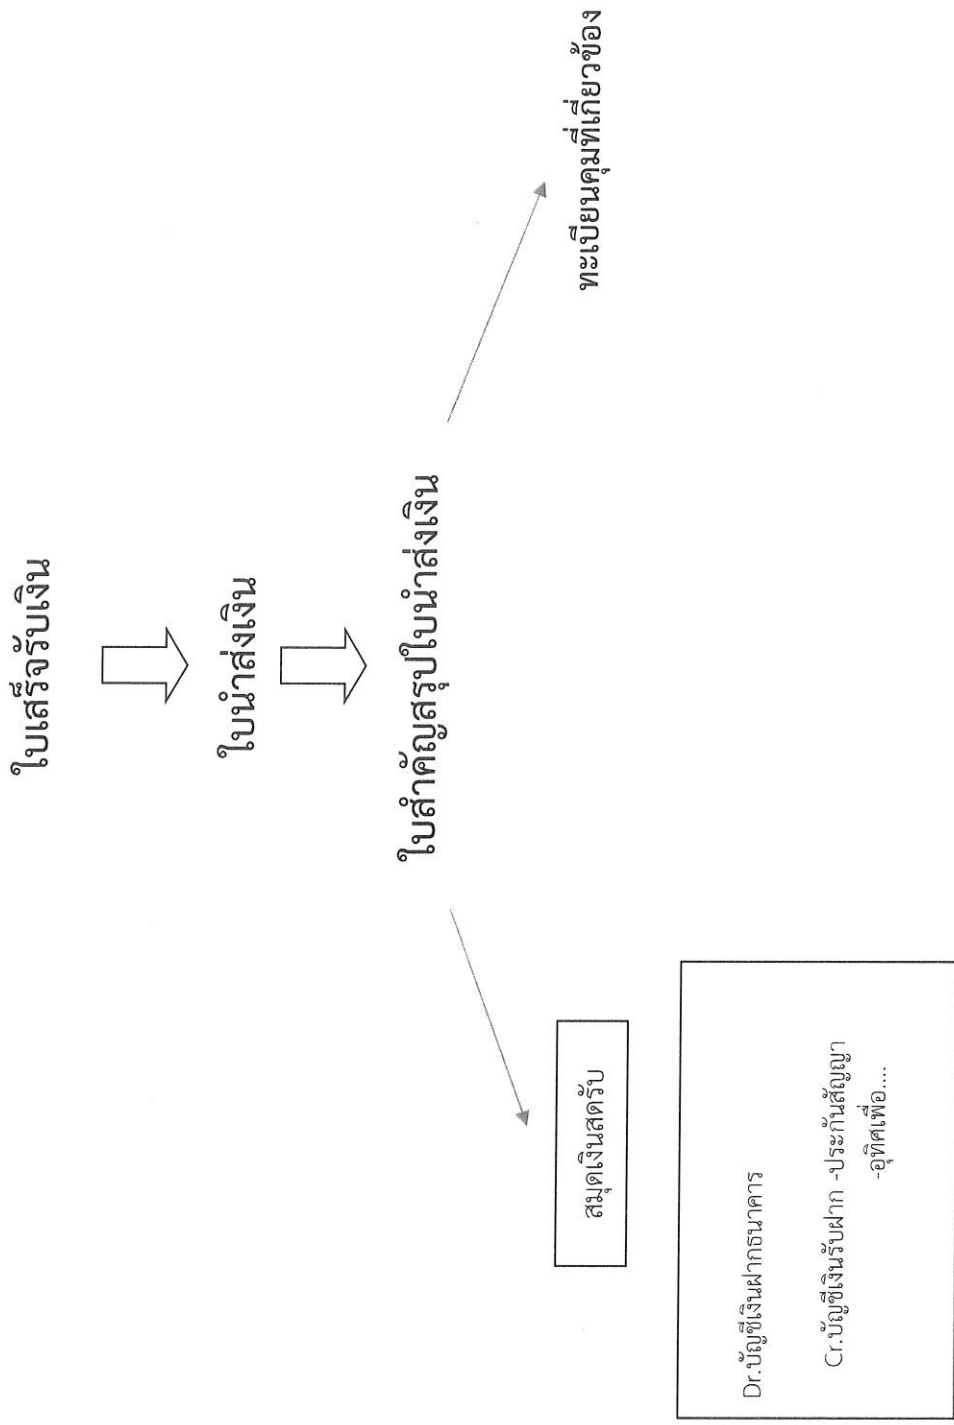 ใบเสร็จรับเงิน
ใบนำส่งเงิน
ใบสำคัญสรุปใบนำส่งเงิน
สมุดเงินสดรับ
ทะเบียนคุมที่เกี่ยวข้อง
Dr.บัญชีเงินฝากธนาคาร
Cr.บัญชีเงินรับฝาก -ประกันสัญญา
-อุทิศเพื่อ....